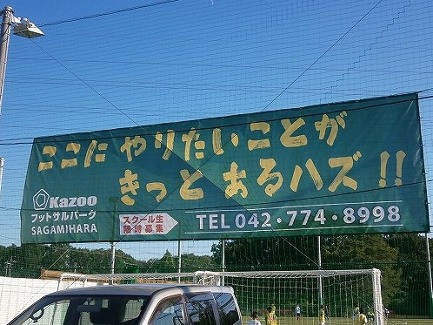 ここに やりたいことが
きっと あるハズ!!
Kazoo
フットサルパーク
SAGAMIHARA
スクール生
随時募集
TEL 042-774-8998